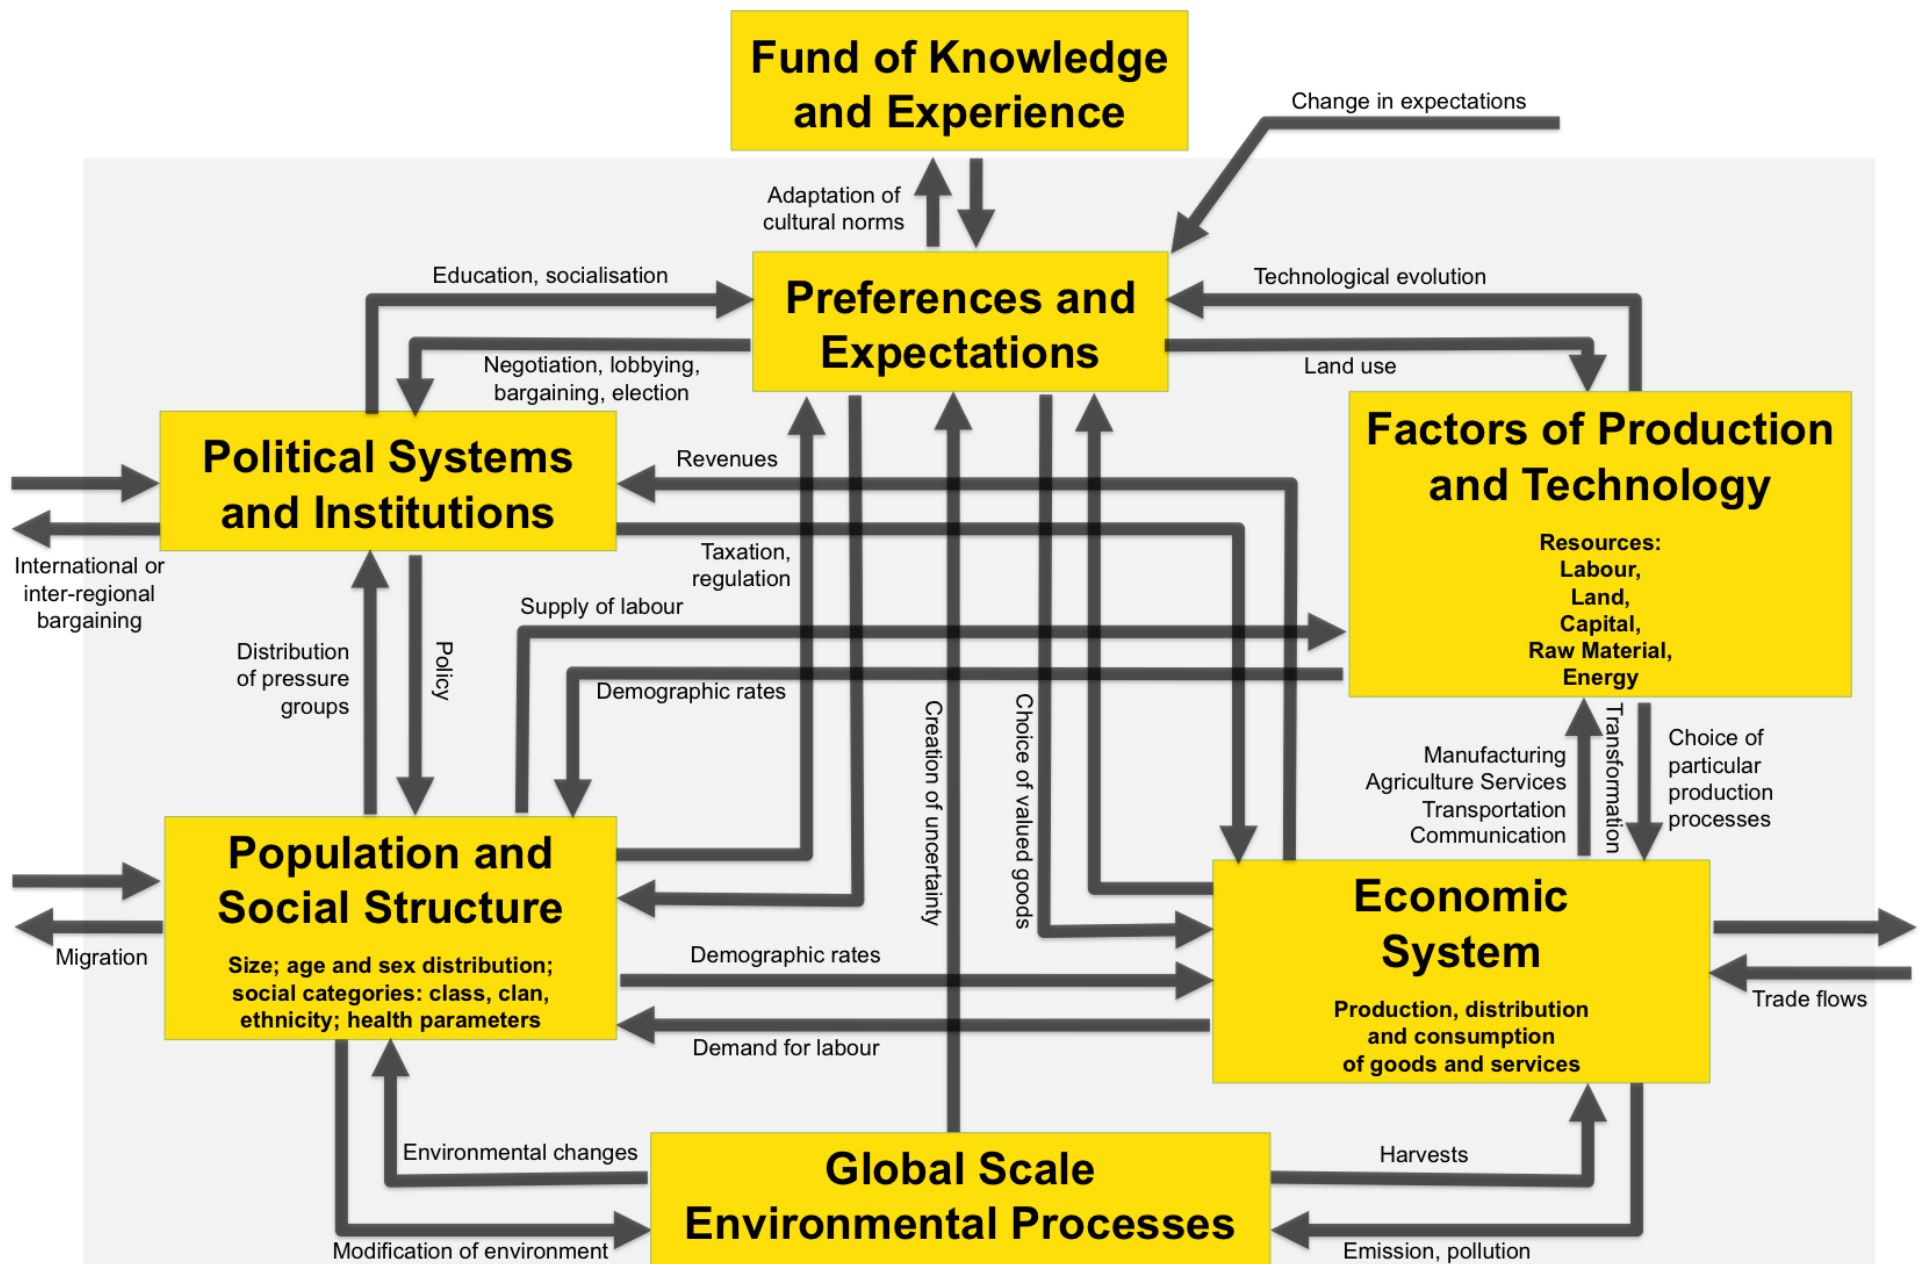 Fund of Knowledge
and Experience
Change in expectations
Adaptation of
cultural norms
Education, socialisation
Preferences and
Expectations
Technological evolution
Negotiation, lobbying,
bargaining, election
Land use
Political Systems
and Institutions
Revenues
Factors of Production
and Technology
Resources:
Labour,
Land,
Capital,
Raw Material,
Energy
International or
inter-regional
bargaining
Taxation,
regulation
Supply of labour
Distribution
of pressure
groups
Policy
Demographic rates
Creation of uncertainty
Choice of valued goods
Manufacturing
Agriculture Services
Transportation
Communication
Transformation
Choice of
particular
production
processes
Population and
Social Structure
Size; age and sex distribution;
social categories: class, clan,
ethnicity; health parameters
Migration
Demographic rates
Demand for labour
Economic
System
Production, distribution
and consumption
of goods and services
Trade flows
Environmental changes
Global Scale
Environmental Processes
Harvests
Modification of environment
Emission, pollution